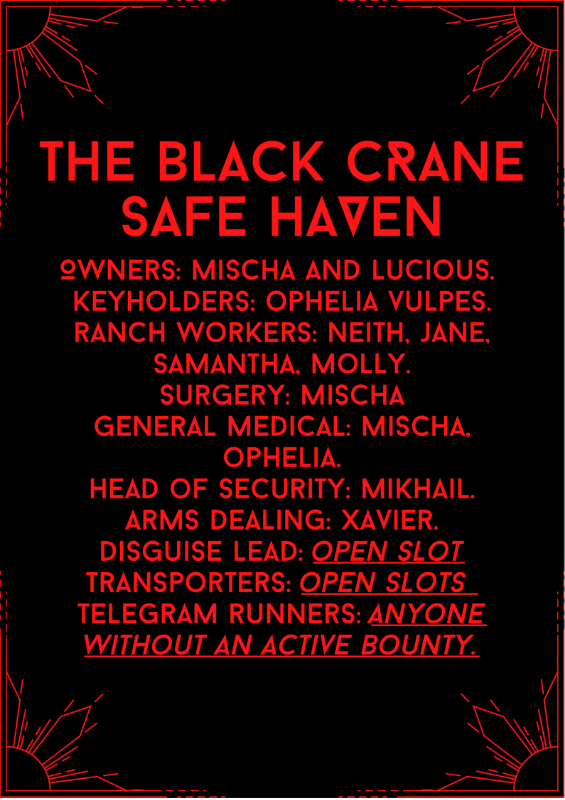 THE BLACK CRANE
SAFE HAVEN
OWNERS: MISCHA AND LUCIOUS.
KEYHOLDERS: OPHELIA VULPES.
RANCH WORKERS: NEITH, JANE,
SAMANTHA, MOLLY.
SURGERY: MISCHA
GENERAL MEDICAL: MISCHA,
OPHELIA.
HEAD OF SECURITY: MIKHAIL.
ARMS DEALING: XAVIER.
DISGUISE LEAD: OPEN SLOT
TRANSPORTERS: OPEN SLOTS
TELEGRAM RUNNERS: ANYONE
WITHOUT AN ACTIVE BOUNTY.